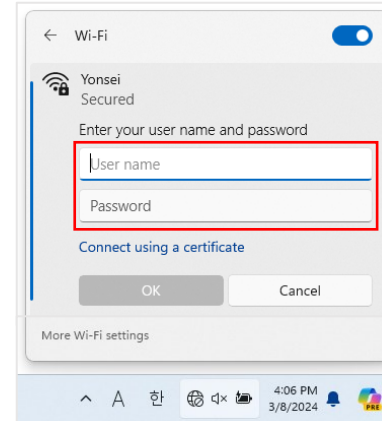 Wi-Fi
Yonsei
Secured
Enter your user name and password
User name
Password
Connect using a certificate
OK
Cancel
More Wi-Fi settings
A 한 4:06 PM
3/8/2024
PRE